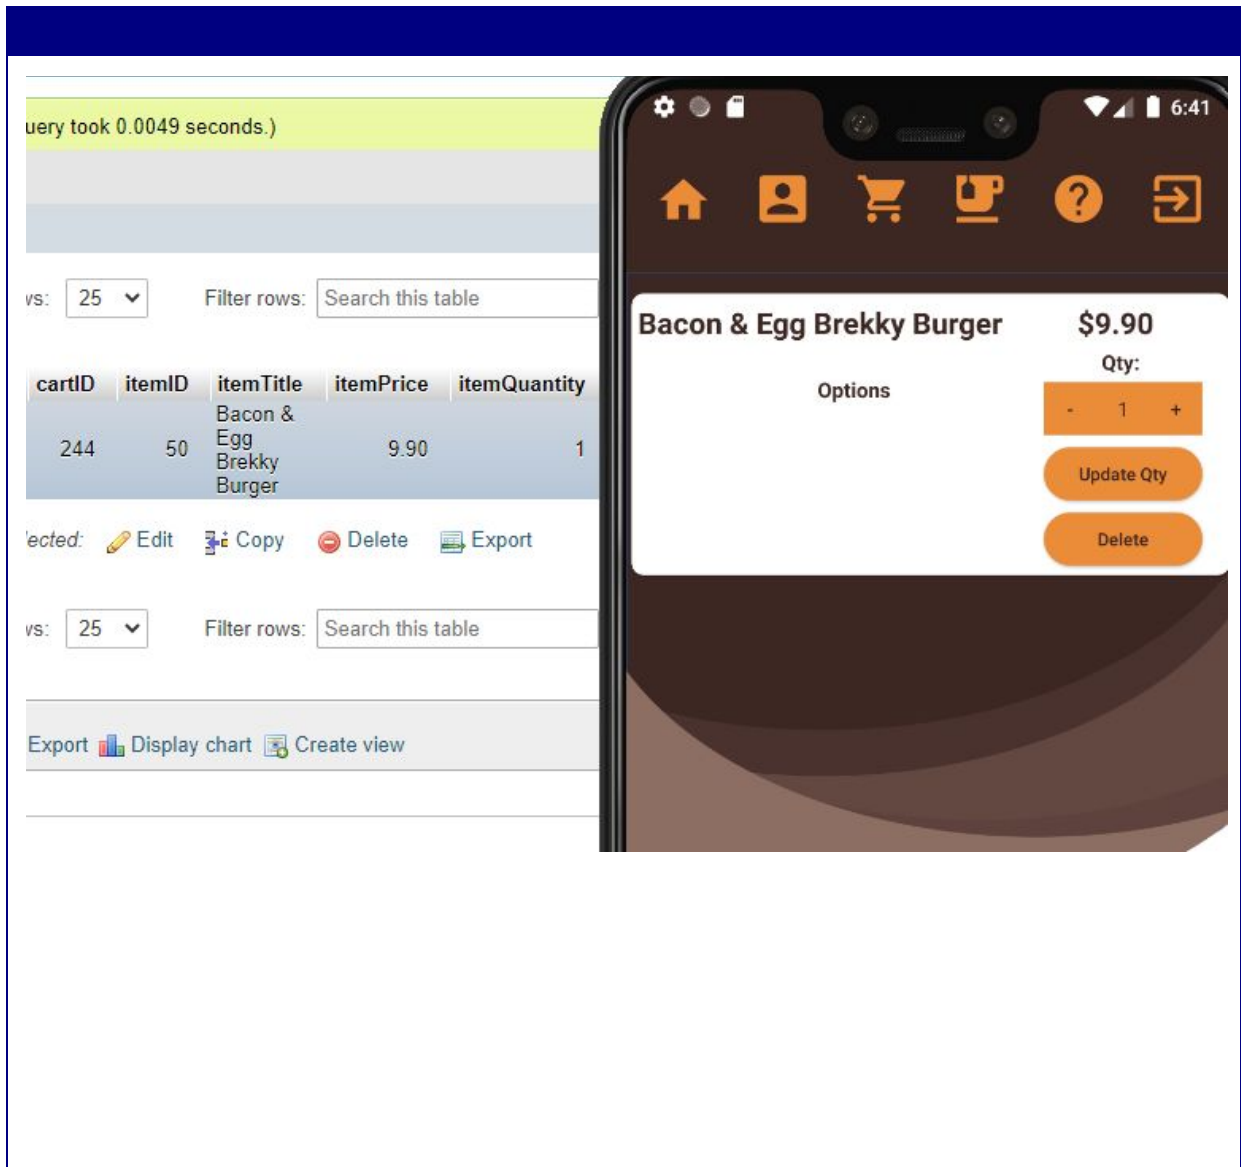 uery took 0.0049 seconds.)
vs: 25 Filter rows: Search this table
cartID itemID itemTitle itemPrice itemQuantity
244 50 Bacon & Egg Brekky Burger 9.90 1
ected: Edit Copy Delete Export
vs: 25 Filter rows: Search this table
Export Display chart Create view
6:41
Bacon & Egg Brekky Burger $9.90
Qty:
Options
- 1 +
Update Qty
Delete